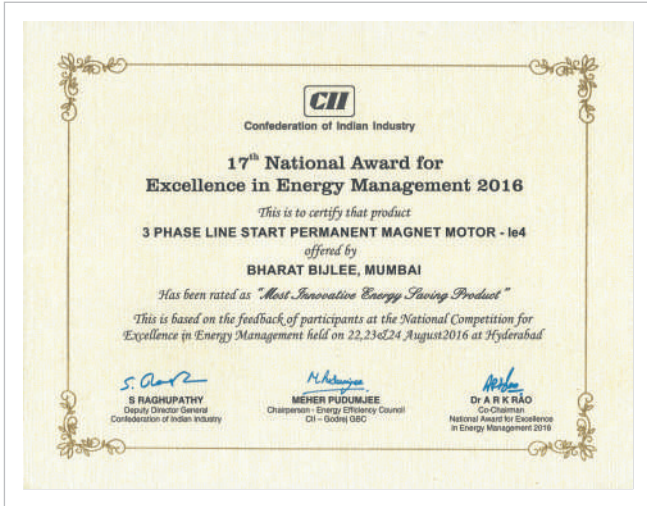 CII
Confederation of Indian Industry
17th National Award for
Excellence in Energy Management 2016
This is to certify that product
3 PHASE LINE START PERMANENT MAGNET MOTOR - Ie4
offered by
BHARAT BIJLEE, MUMBAI
Has been rated as "Most Innovative Energy Saving Product"
This is based on the feedback of participants at the National Competition for
Excellence in Energy Management held on 22,23&24 August2016 at Hyderabad
S RAGHUPATHY
Deputy Director General
Confederation of Indian Industry
MEHER PUDUMJEE
Chairperson - Energy Efficiency Council
CII – Godrej GBC
Dr A R K RAO
Co-Chairman
National Award for Excellence
in Energy Management 2016